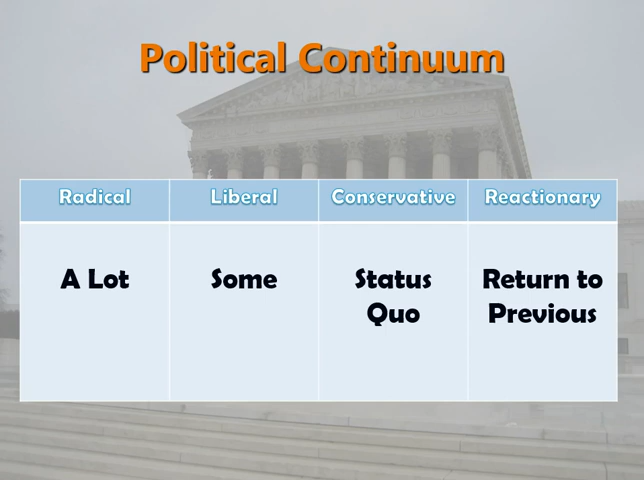 Political Continuum
Radical Liberal Conservative Reactionary
A Lot Some Status Quo Return to Previous